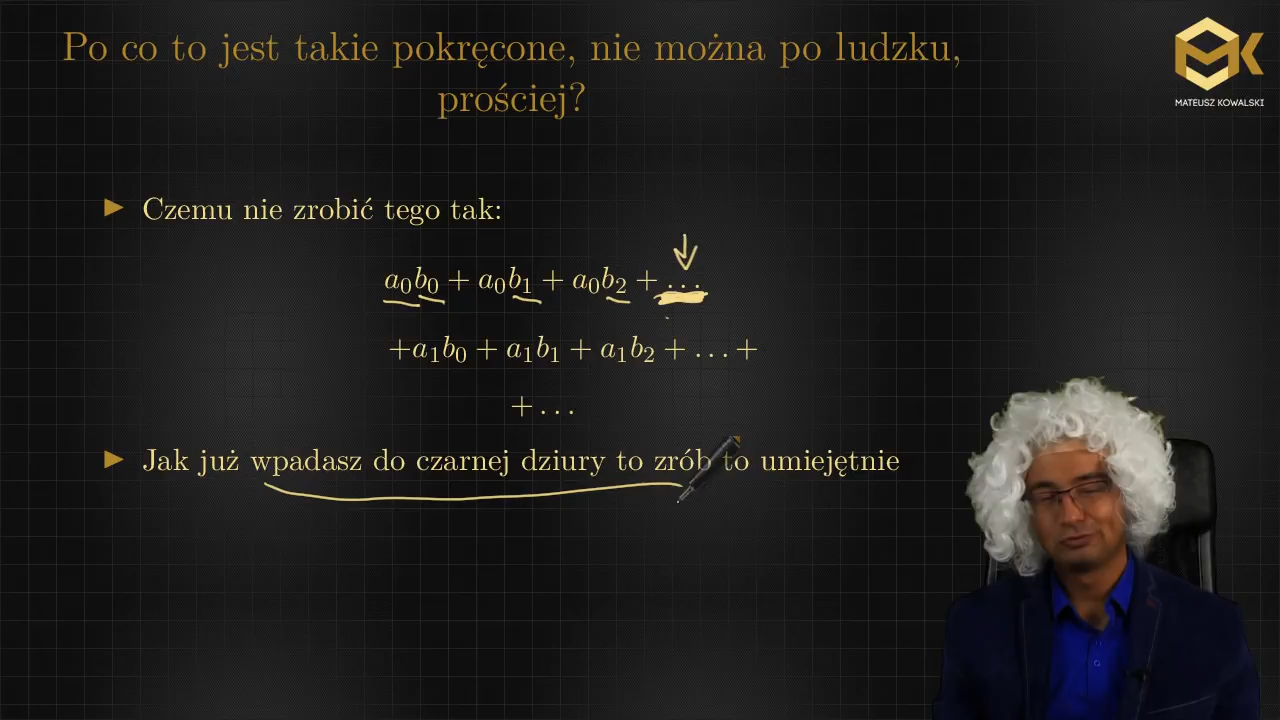 Po co to jest takie pokręcone, nie można po ludzku,
prościej?
MATEUSZ KOWALSKI
▶ Czemu nie zrobić tego tak:
a₀b₀ + a₀b₁ + a₀b₂ + ...
+a₁b₀ + a₁b₁ + a₁b₂ + ... +
+ ...
▶ Jak już wpadasz do czarnej dziury to zrób to umiejętnie